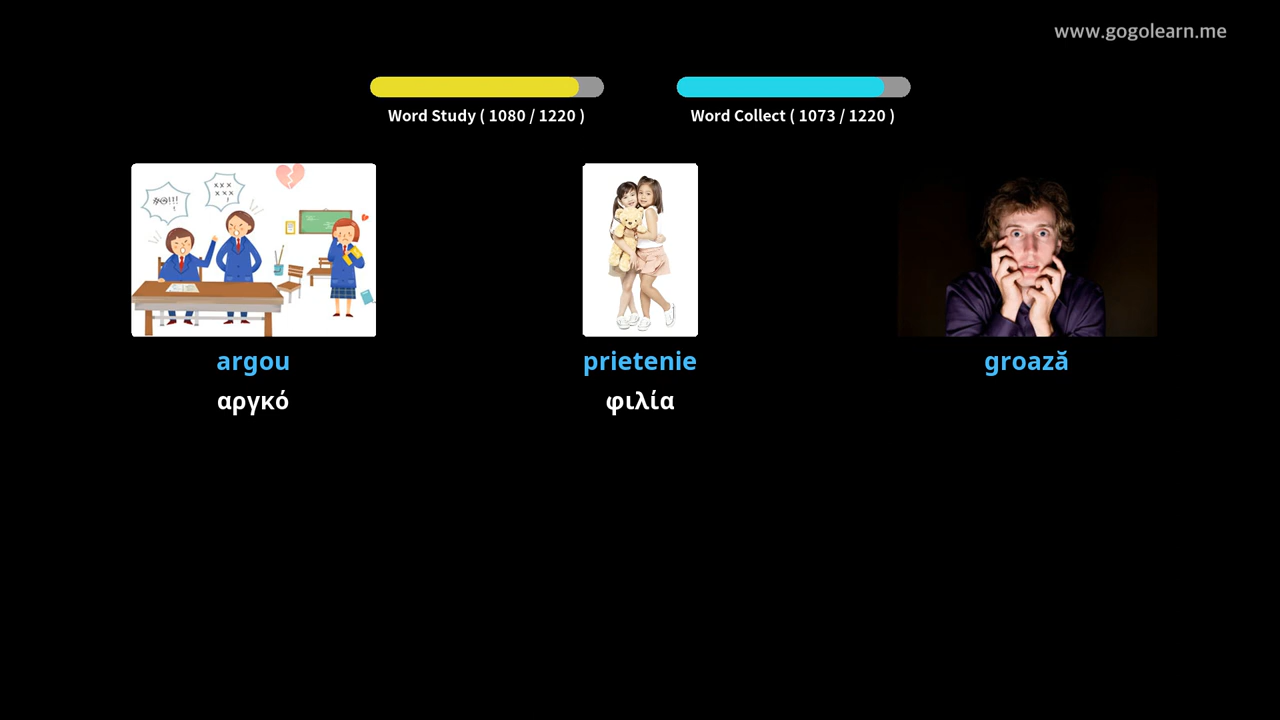 www.gogolearn.me
Word Study ( 1080 / 1220 )
Word Collect ( 1073 / 1220 )
argou
prietenie
groază
αργκό
φιλία